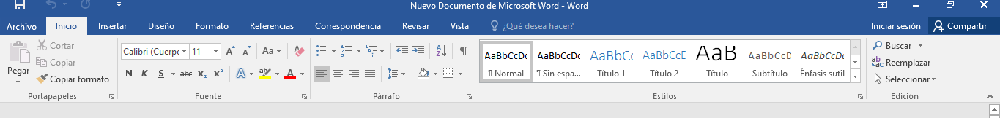 Nuevo Documento de Microsoft Word - Word
Archivo Inicio Insertar Diseño Formato Referencias Correspondencia Revisar Vista ¿Qué desea hacer? Iniciar sesión Compartir
Pegar
Cortar
Copiar
Copiar formato
Portapapeles
Calibri (Cuerpo 11 A A Aa
N K S abc x₂ x² A ab A
Fuente
A Z ¶
Párrafo
AaBbCcDc AaBbCcDc AaBbCc AaBbCcD AaB AaBbCcD AaBbCcDc
¶ Normal ¶ Sin espa... Título 1 Título 2 Título Subtítulo Énfasis sutil
Estilos
Buscar
Reemplazar
Seleccionar
Edición